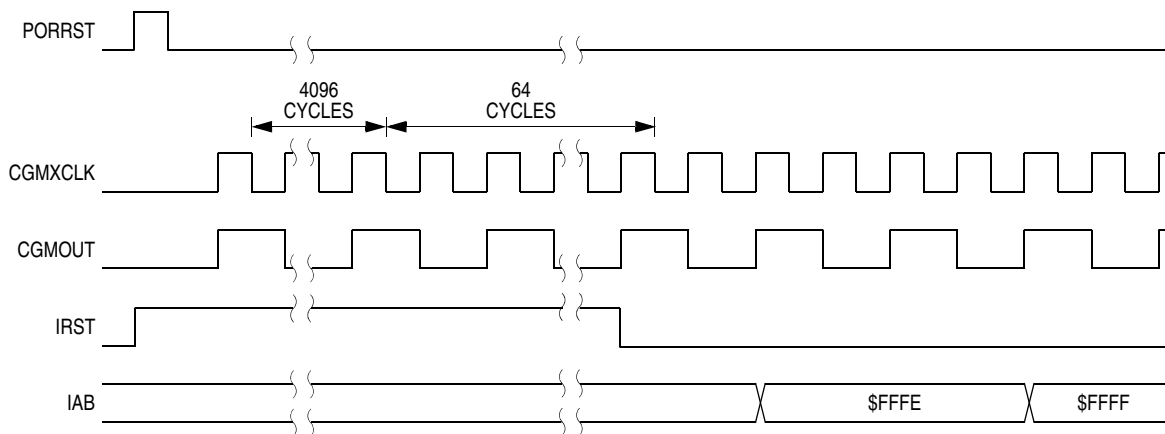 PORRST
4096
CYCLES
64
CYCLES
CGMXCLK
CGMOUT
IRST
IAB
$FFFE
$FFFF